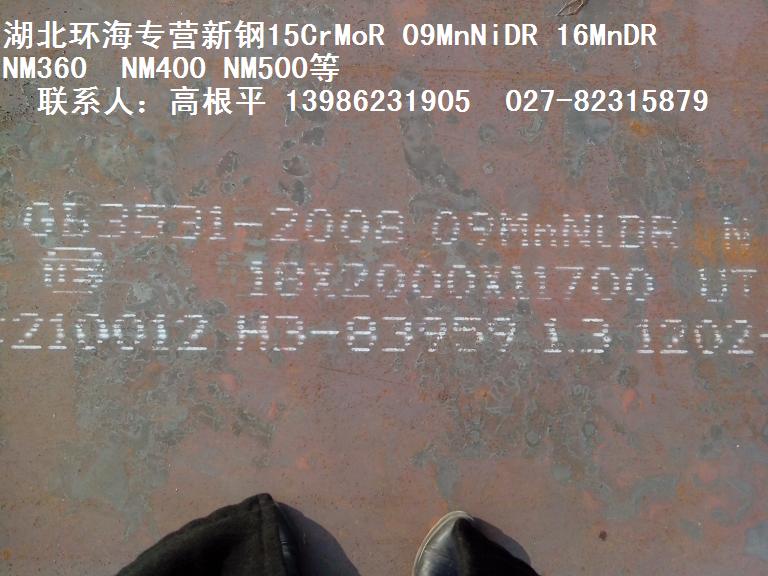 湖北环海专营新钢15CrMoR 09MnNiDR 16MnDR
NM360 NM400 NM500等
联系人：高根平 13986231905 027-82315879
GB3531-2008 09MnNiDR N
18X2000X11700 UT
-210012 H3-83959 1.3 1202-